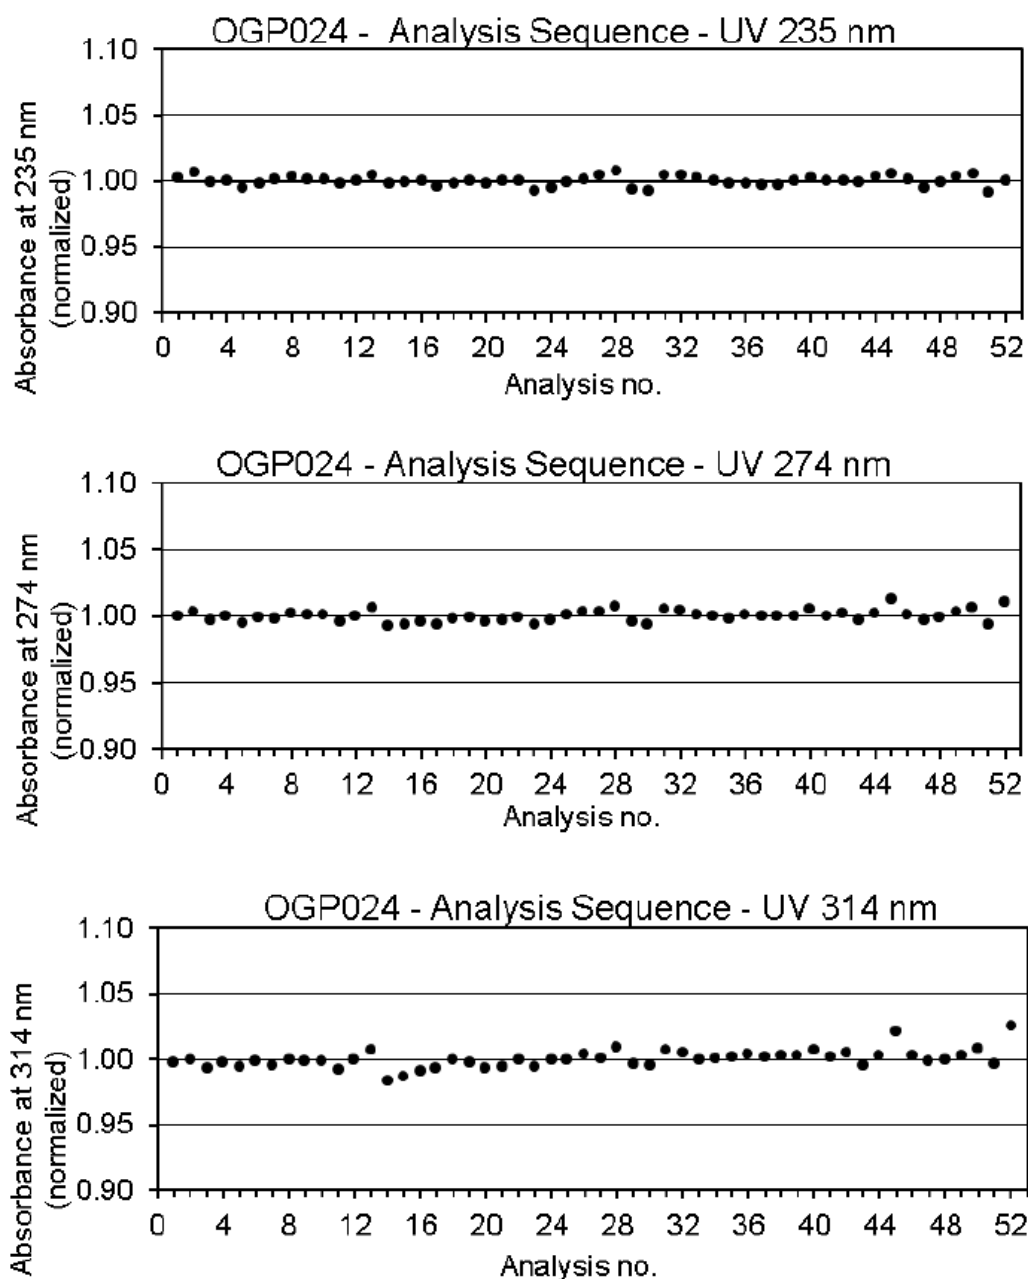 OGP024 -  Analysis Sequence - UV 235 nm
Absorbance at 235 nm
(normalized)
1.10
1.05
1.00
0.95
0.90
0 4 8 12 16 20 24 28 32 36 40 44 48 52
Analysis no.
OGP024 - Analysis Sequence - UV 274 nm
Absorbance at 274 nm
(normalized)
1.10
1.05
1.00
0.95
0.90
0 4 8 12 16 20 24 28 32 36 40 44 48 52
Analysis no.
OGP024 - Analysis Sequence - UV 314 nm
Absorbance at 314 nm
(normalized)
1.10
1.05
1.00
0.95
0.90
0 4 8 12 16 20 24 28 32 36 40 44 48 52
Analysis no.